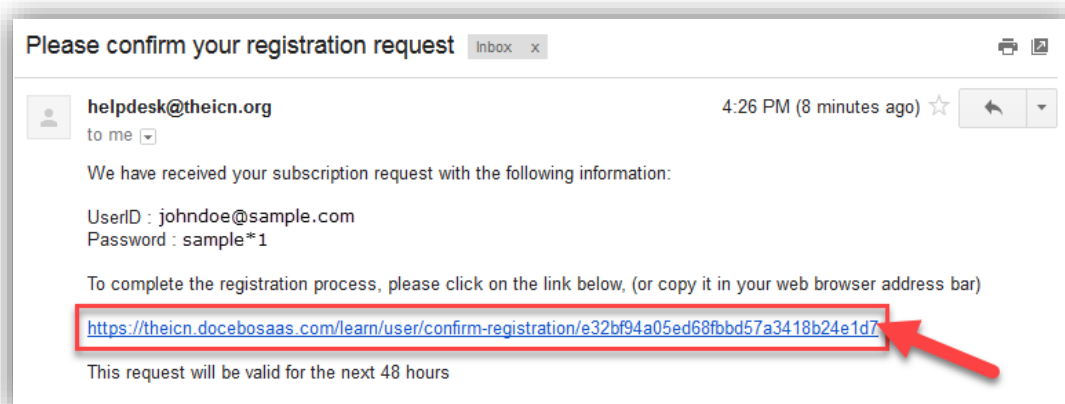 Please confirm your registration request Inbox x
helpdesk@theicn.org 4:26 PM (8 minutes ago)
to me
We have received your subscription request with the following information:
UserID : johndoe@sample.com
Password : sample*1
To complete the registration process, please click on the link below, (or copy it in your web browser address bar)
https://theicn.docebosaas.com/learn/user/confirm-registration/e32bf94a05ed68fbbd57a3418b24e1d7
This request will be valid for the next 48 hours